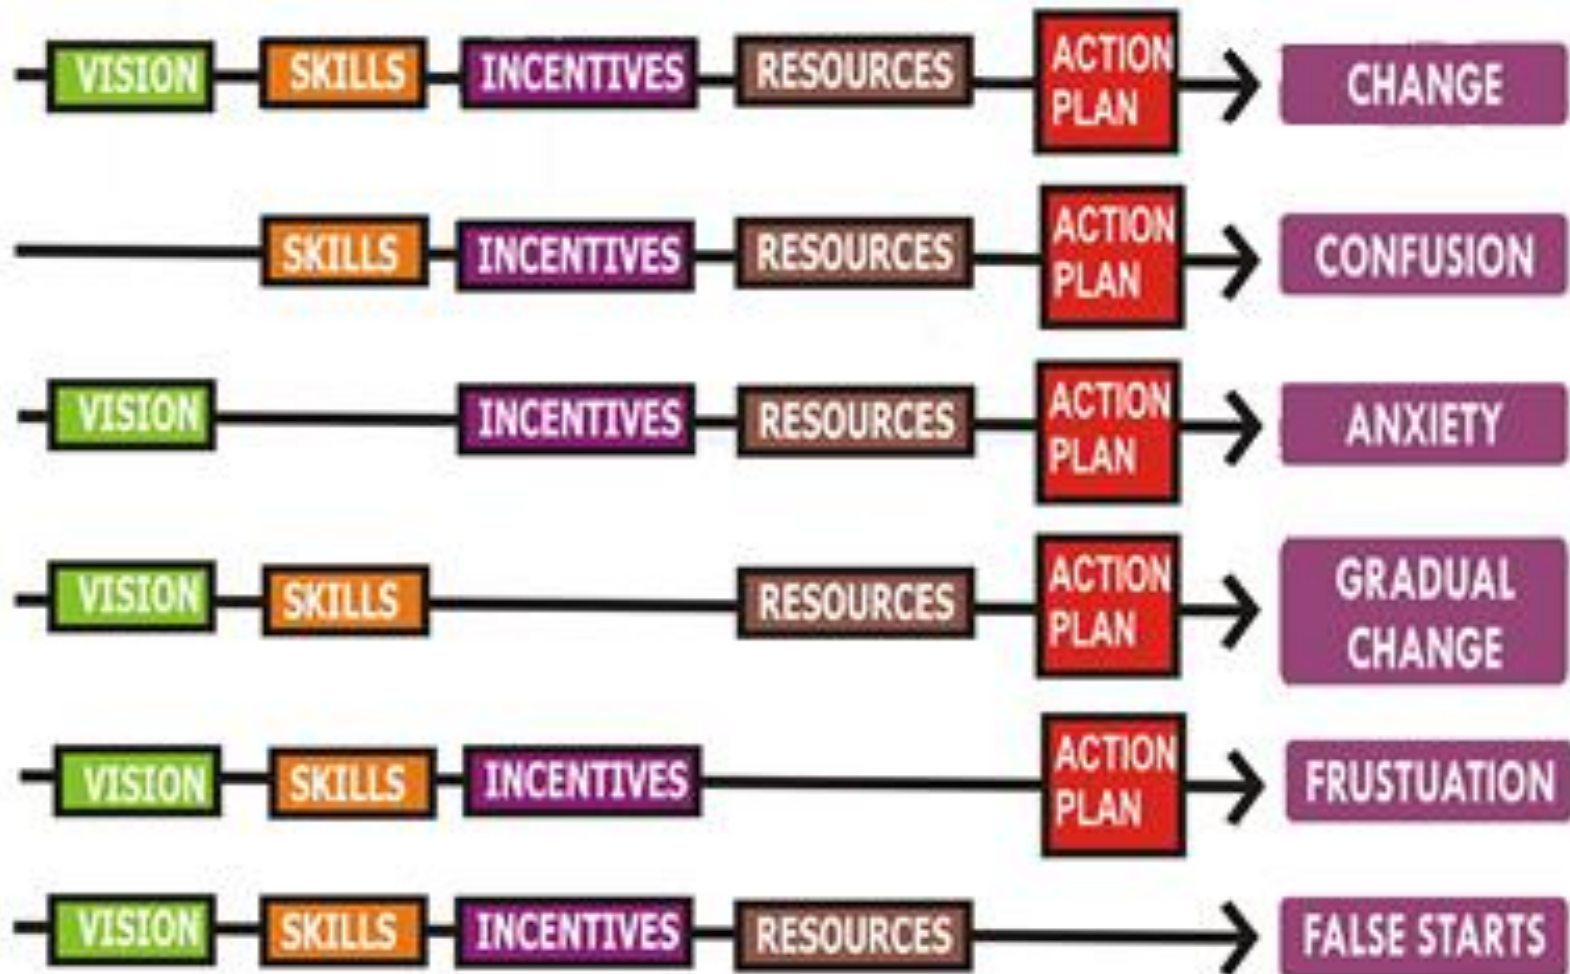 VISION SKILLS INCENTIVES RESOURCES ACTION PLAN CHANGE
SKILLS INCENTIVES RESOURCES ACTION PLAN CONFUSION
VISION INCENTIVES RESOURCES ACTION PLAN ANXIETY
VISION SKILLS RESOURCES ACTION PLAN GRADUAL CHANGE
VISION SKILLS INCENTIVES ACTION PLAN FRUSTUATION
VISION SKILLS INCENTIVES RESOURCES FALSE STARTS